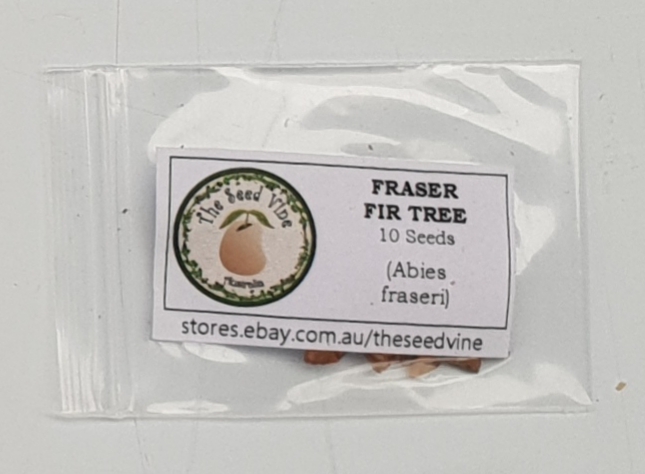 The Seed Vine
FRASER
FIR TREE
10 Seeds
(Abies
fraseri)
stores.ebay.com.au/theseedvine